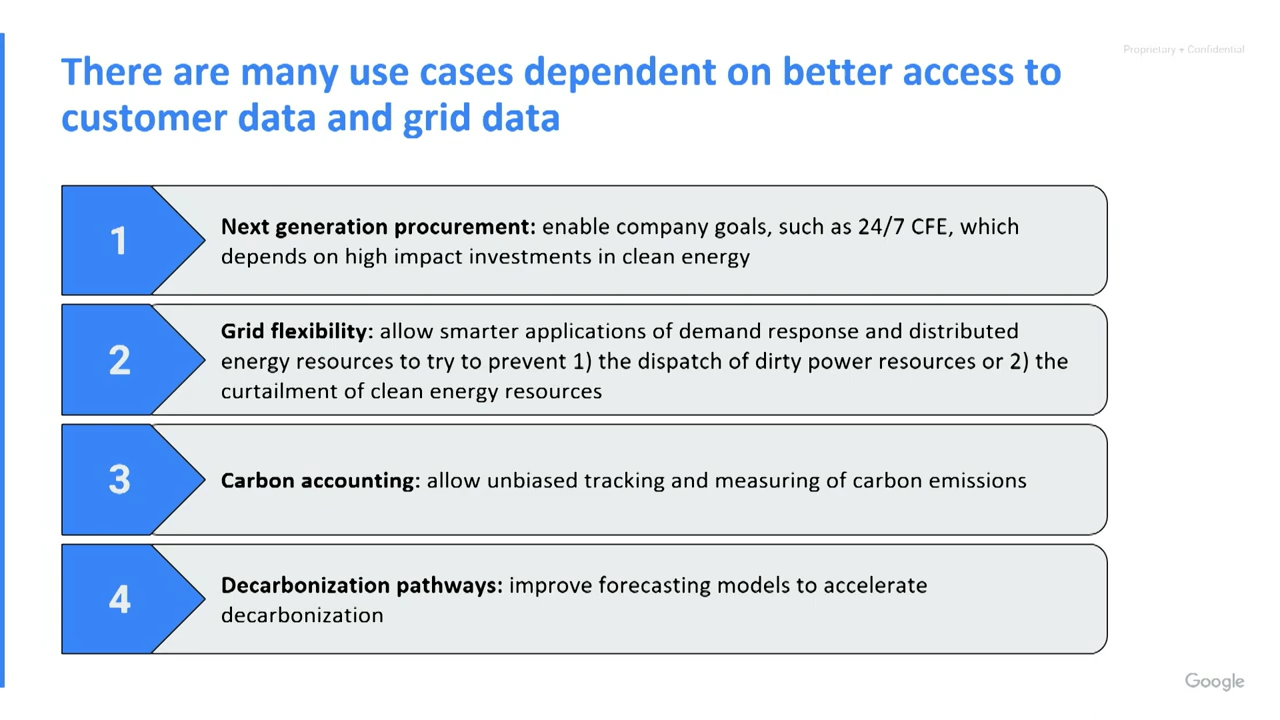 Proprietary + Confidential
There are many use cases dependent on better access to
customer data and grid data
1
Next generation procurement: enable company goals, such as 24/7 CFE, which
depends on high impact investments in clean energy
2
Grid flexibility: allow smarter applications of demand response and distributed
energy resources to try to prevent 1) the dispatch of dirty power resources or 2) the
curtailment of clean energy resources
3
Carbon accounting: allow unbiased tracking and measuring of carbon emissions
4
Decarbonization pathways: improve forecasting models to accelerate
decarbonization
Google